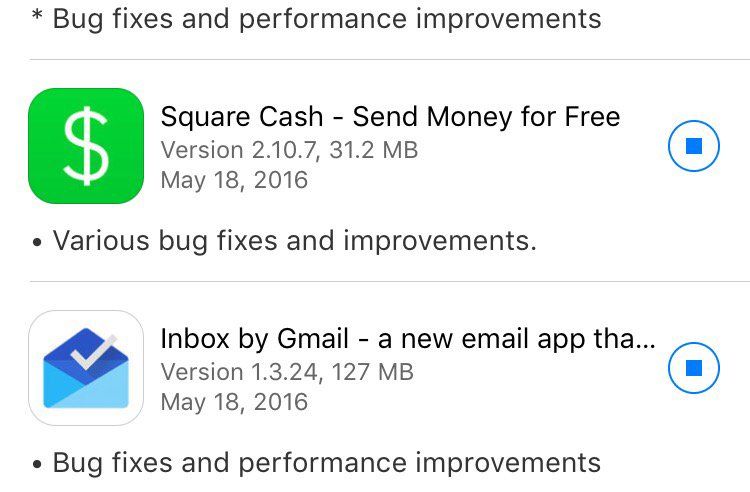 * Bug fixes and performance improvements
$
Square Cash - Send Money for Free
Version 2.10.7, 31.2 MB
May 18, 2016
• Various bug fixes and improvements.
Inbox by Gmail - a new email app tha...
Version 1.3.24, 127 MB
May 18, 2016
• Bug fixes and performance improvements